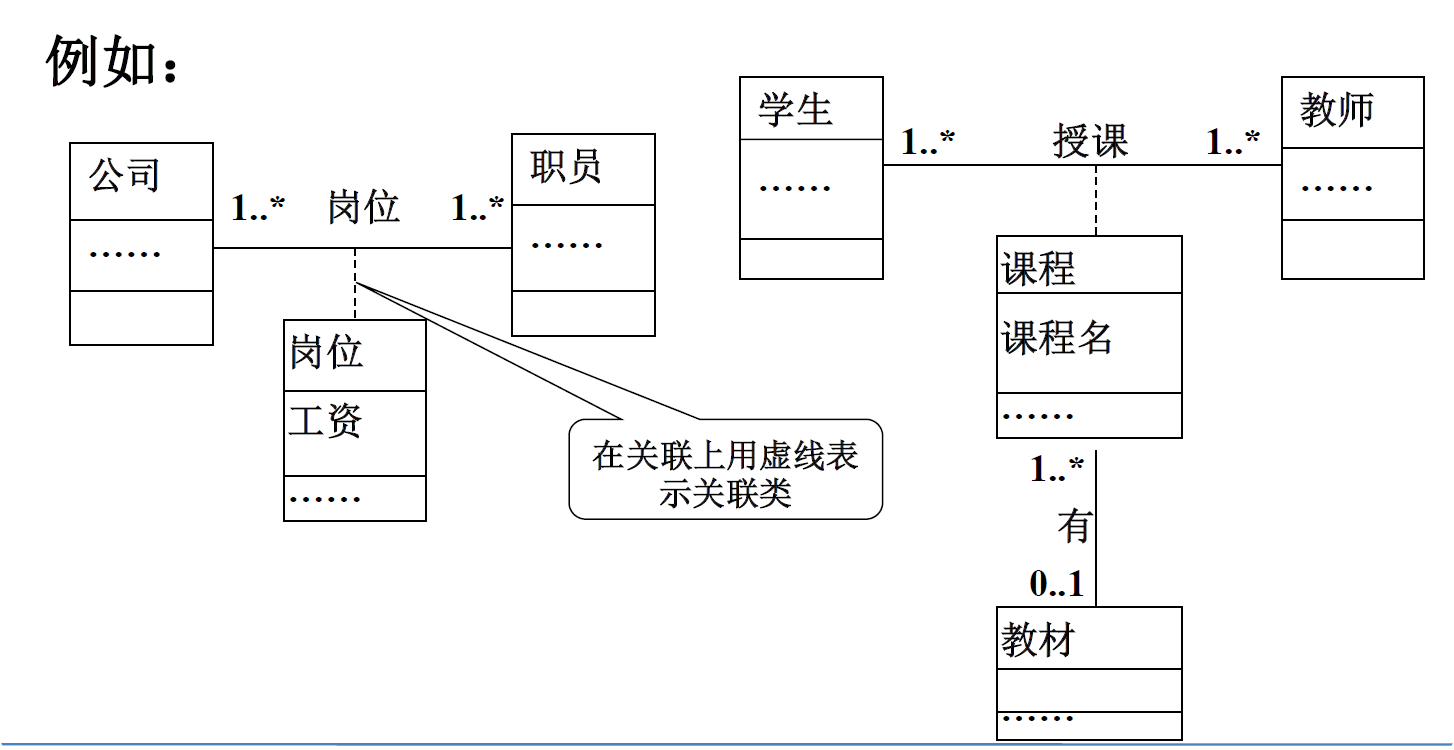 例如：
公司
……
1..*
岗位
1..*
职员
……
岗位
工资
……
在关联上用虚线表
示关联类
学生
……
1..*
授课
1..*
教师
……
课程
课程名
……
1..*
有
0..1
教材
……